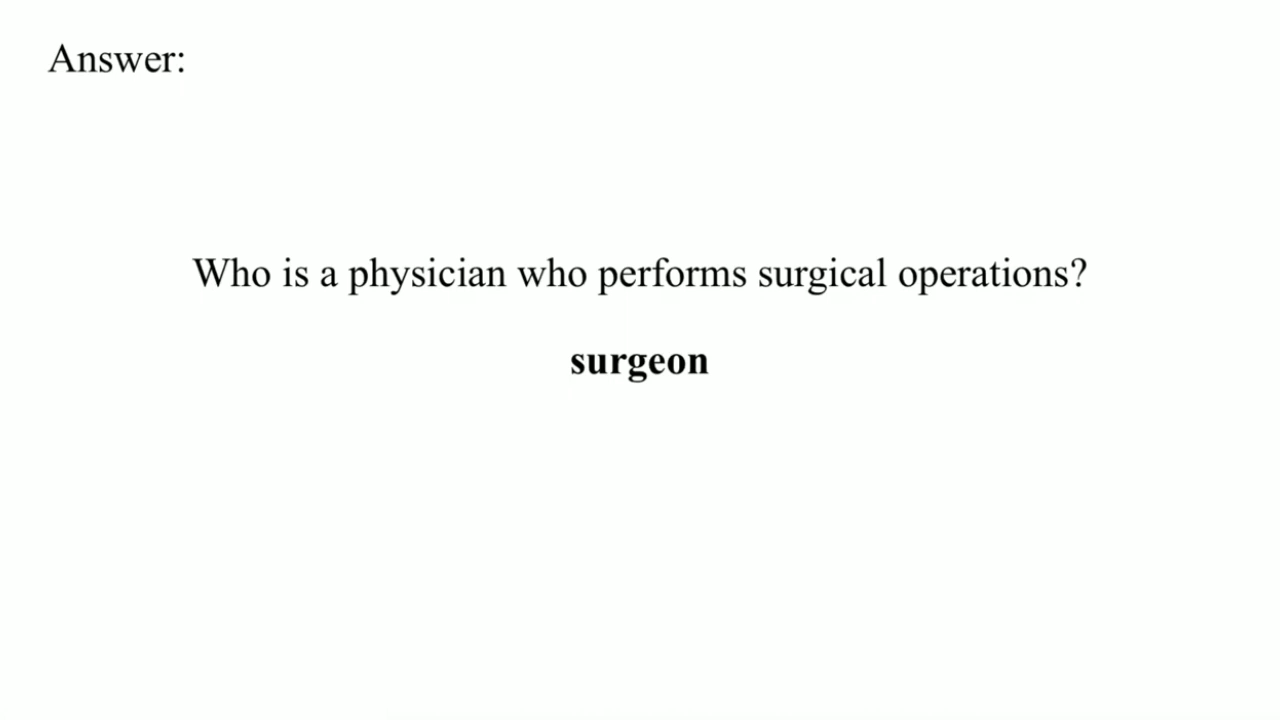 Answer:
Who is a physician who performs surgical operations?
surgeon